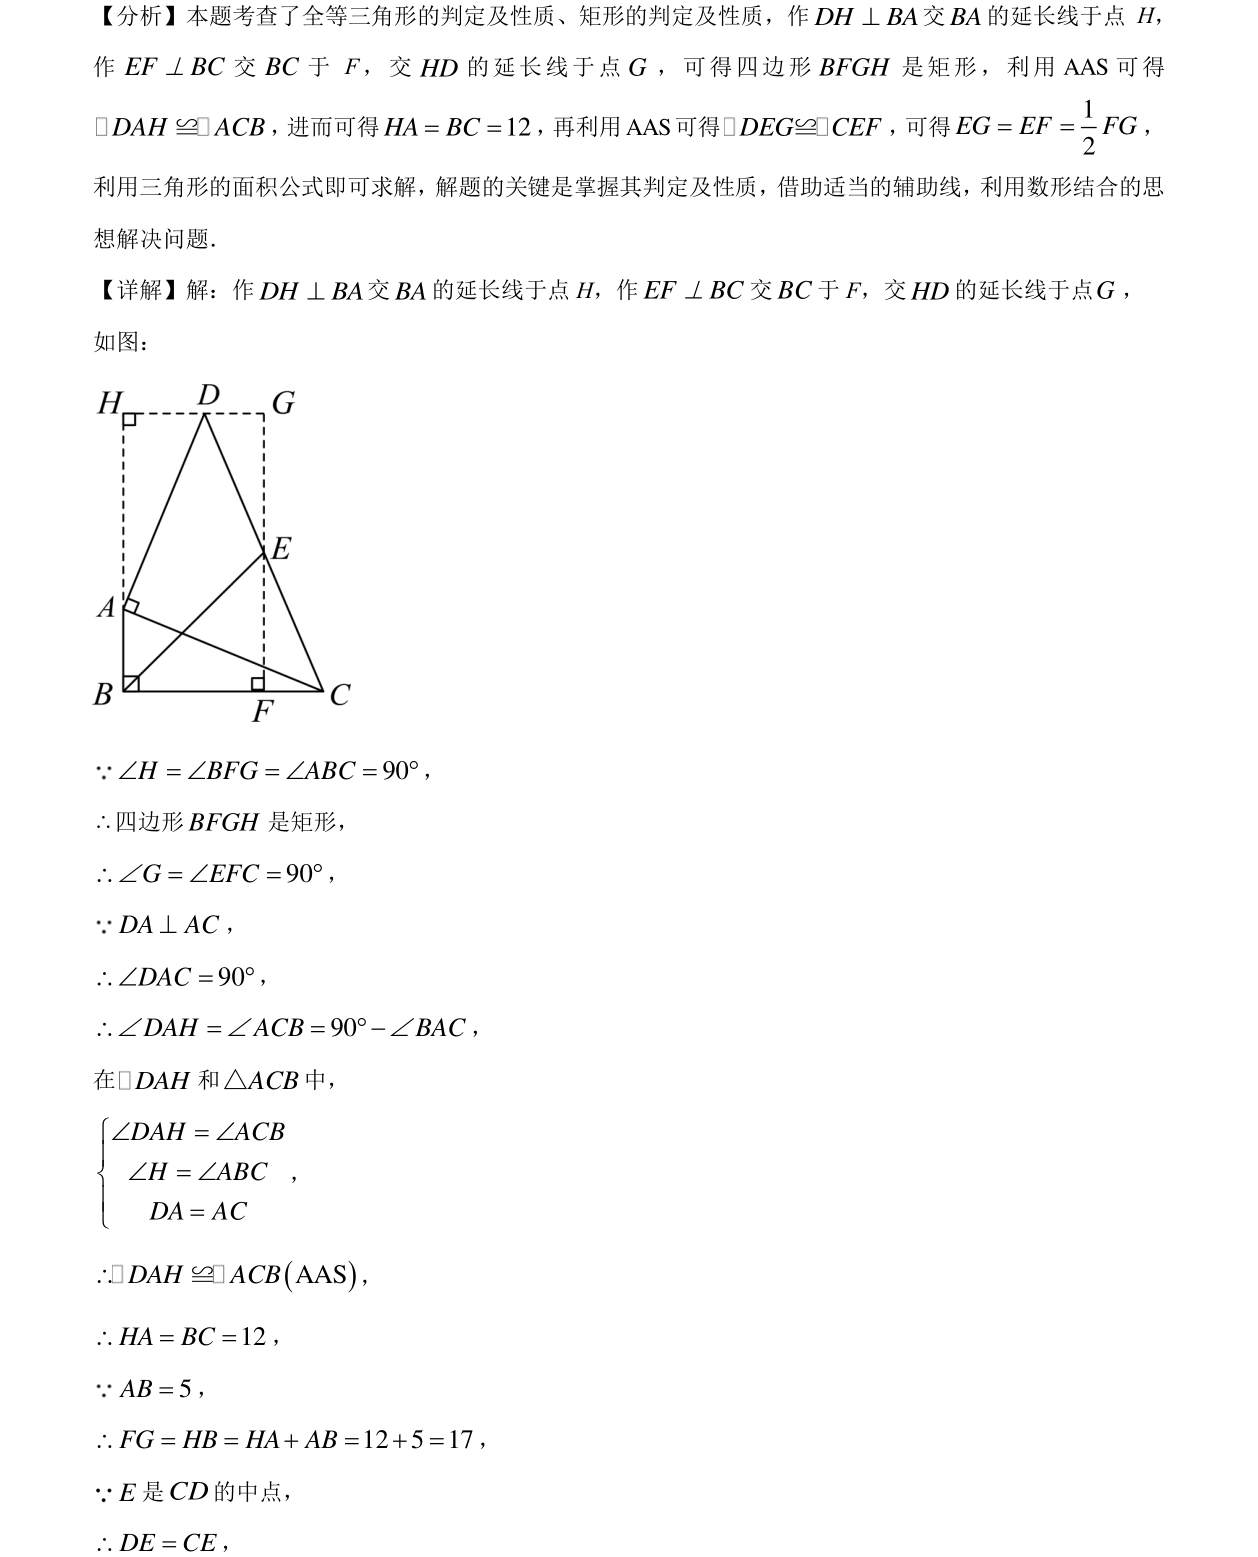 【分析】本题考查了全等三角形的判定及性质、矩形的判定及性质，作 DH ⊥ BA 交 BA 的延长线于点 H，
作 EF ⊥ BC 交 BC 于 F，交 HD 的延长线于点 G ，可得四边形 BFGH 是矩形，利用 AAS 可得
□DAH ≌□ACB，进而可得 HA = BC = 12，再利用 AAS 可得□DEG≌□CEF，可得 EG = EF = 1/2 FG，
利用三角形的面积公式即可求解，解题的关键是掌握其判定及性质，借助适当的辅助线，利用数形结合的思
想解决问题．
【详解】解：作 DH ⊥ BA 交 BA 的延长线于点 H，作 EF ⊥ BC 交 BC 于 F，交 HD 的延长线于点 G，
如图：
H D G
E
A
B F C
∵∠H = ∠BFG = ∠ABC = 90°，
∴四边形 BFGH 是矩形，
∴∠G = ∠EFC = 90°，
∵ DA ⊥ AC，
∴∠DAC = 90°，
∴∠DAH = ∠ACB = 90° − ∠BAC，
在□DAH 和 △ACB 中，
{∠DAH = ∠ACB
∠H = ∠ABC ，
DA = AC
∴□DAH ≌□ACB(AAS)，
∴ HA = BC = 12，
∵ AB = 5，
∴ FG = HB = HA + AB = 12 + 5 = 17，
∵ E 是 CD 的中点，
∴ DE = CE，